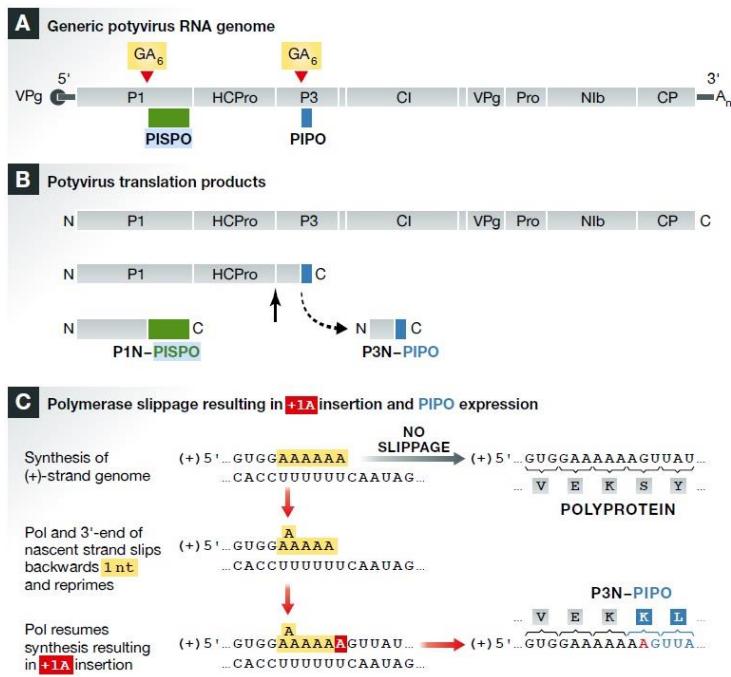 A Generic potyvirus RNA genome
GA6 GA6
5' 3'
VPg P1 HCPro P3 CI VPg Pro NIb CP An
PISPO PIPO
B Potyvirus translation products
N P1 HCPro P3 CI VPg Pro NIb CP C
N P1 HCPro C
N C N C
P1N–PISPO P3N–PIPO
C Polymerase slippage resulting in +1A insertion and PIPO expression
NO
SLIPPAGE
Synthesis of
(+)-strand genome
(+) 5' ...GUGGAAAAAA
...CACCUUUUUUCAAUAG...
(+) 5' ...GUGGAAAAAAGUUAU...
... V E K S Y ...
POLYPROTEIN
Pol and 3'-end of
nascent strand slips
backwards 1nt
and reprimes
A
(+) 5' ...GUGGAAAAA
...CACCUUUUUUCAAUAG...
Pol resumes
synthesis resulting
in +1A insertion
A
(+) 5' ...GUGGAAAAAAGUUAU...
...CACCUUUUUUCAAUAG...
P3N–PIPO
... V E K K L ...
(+) 5' ...GUGGAAAAAAAGUUA...